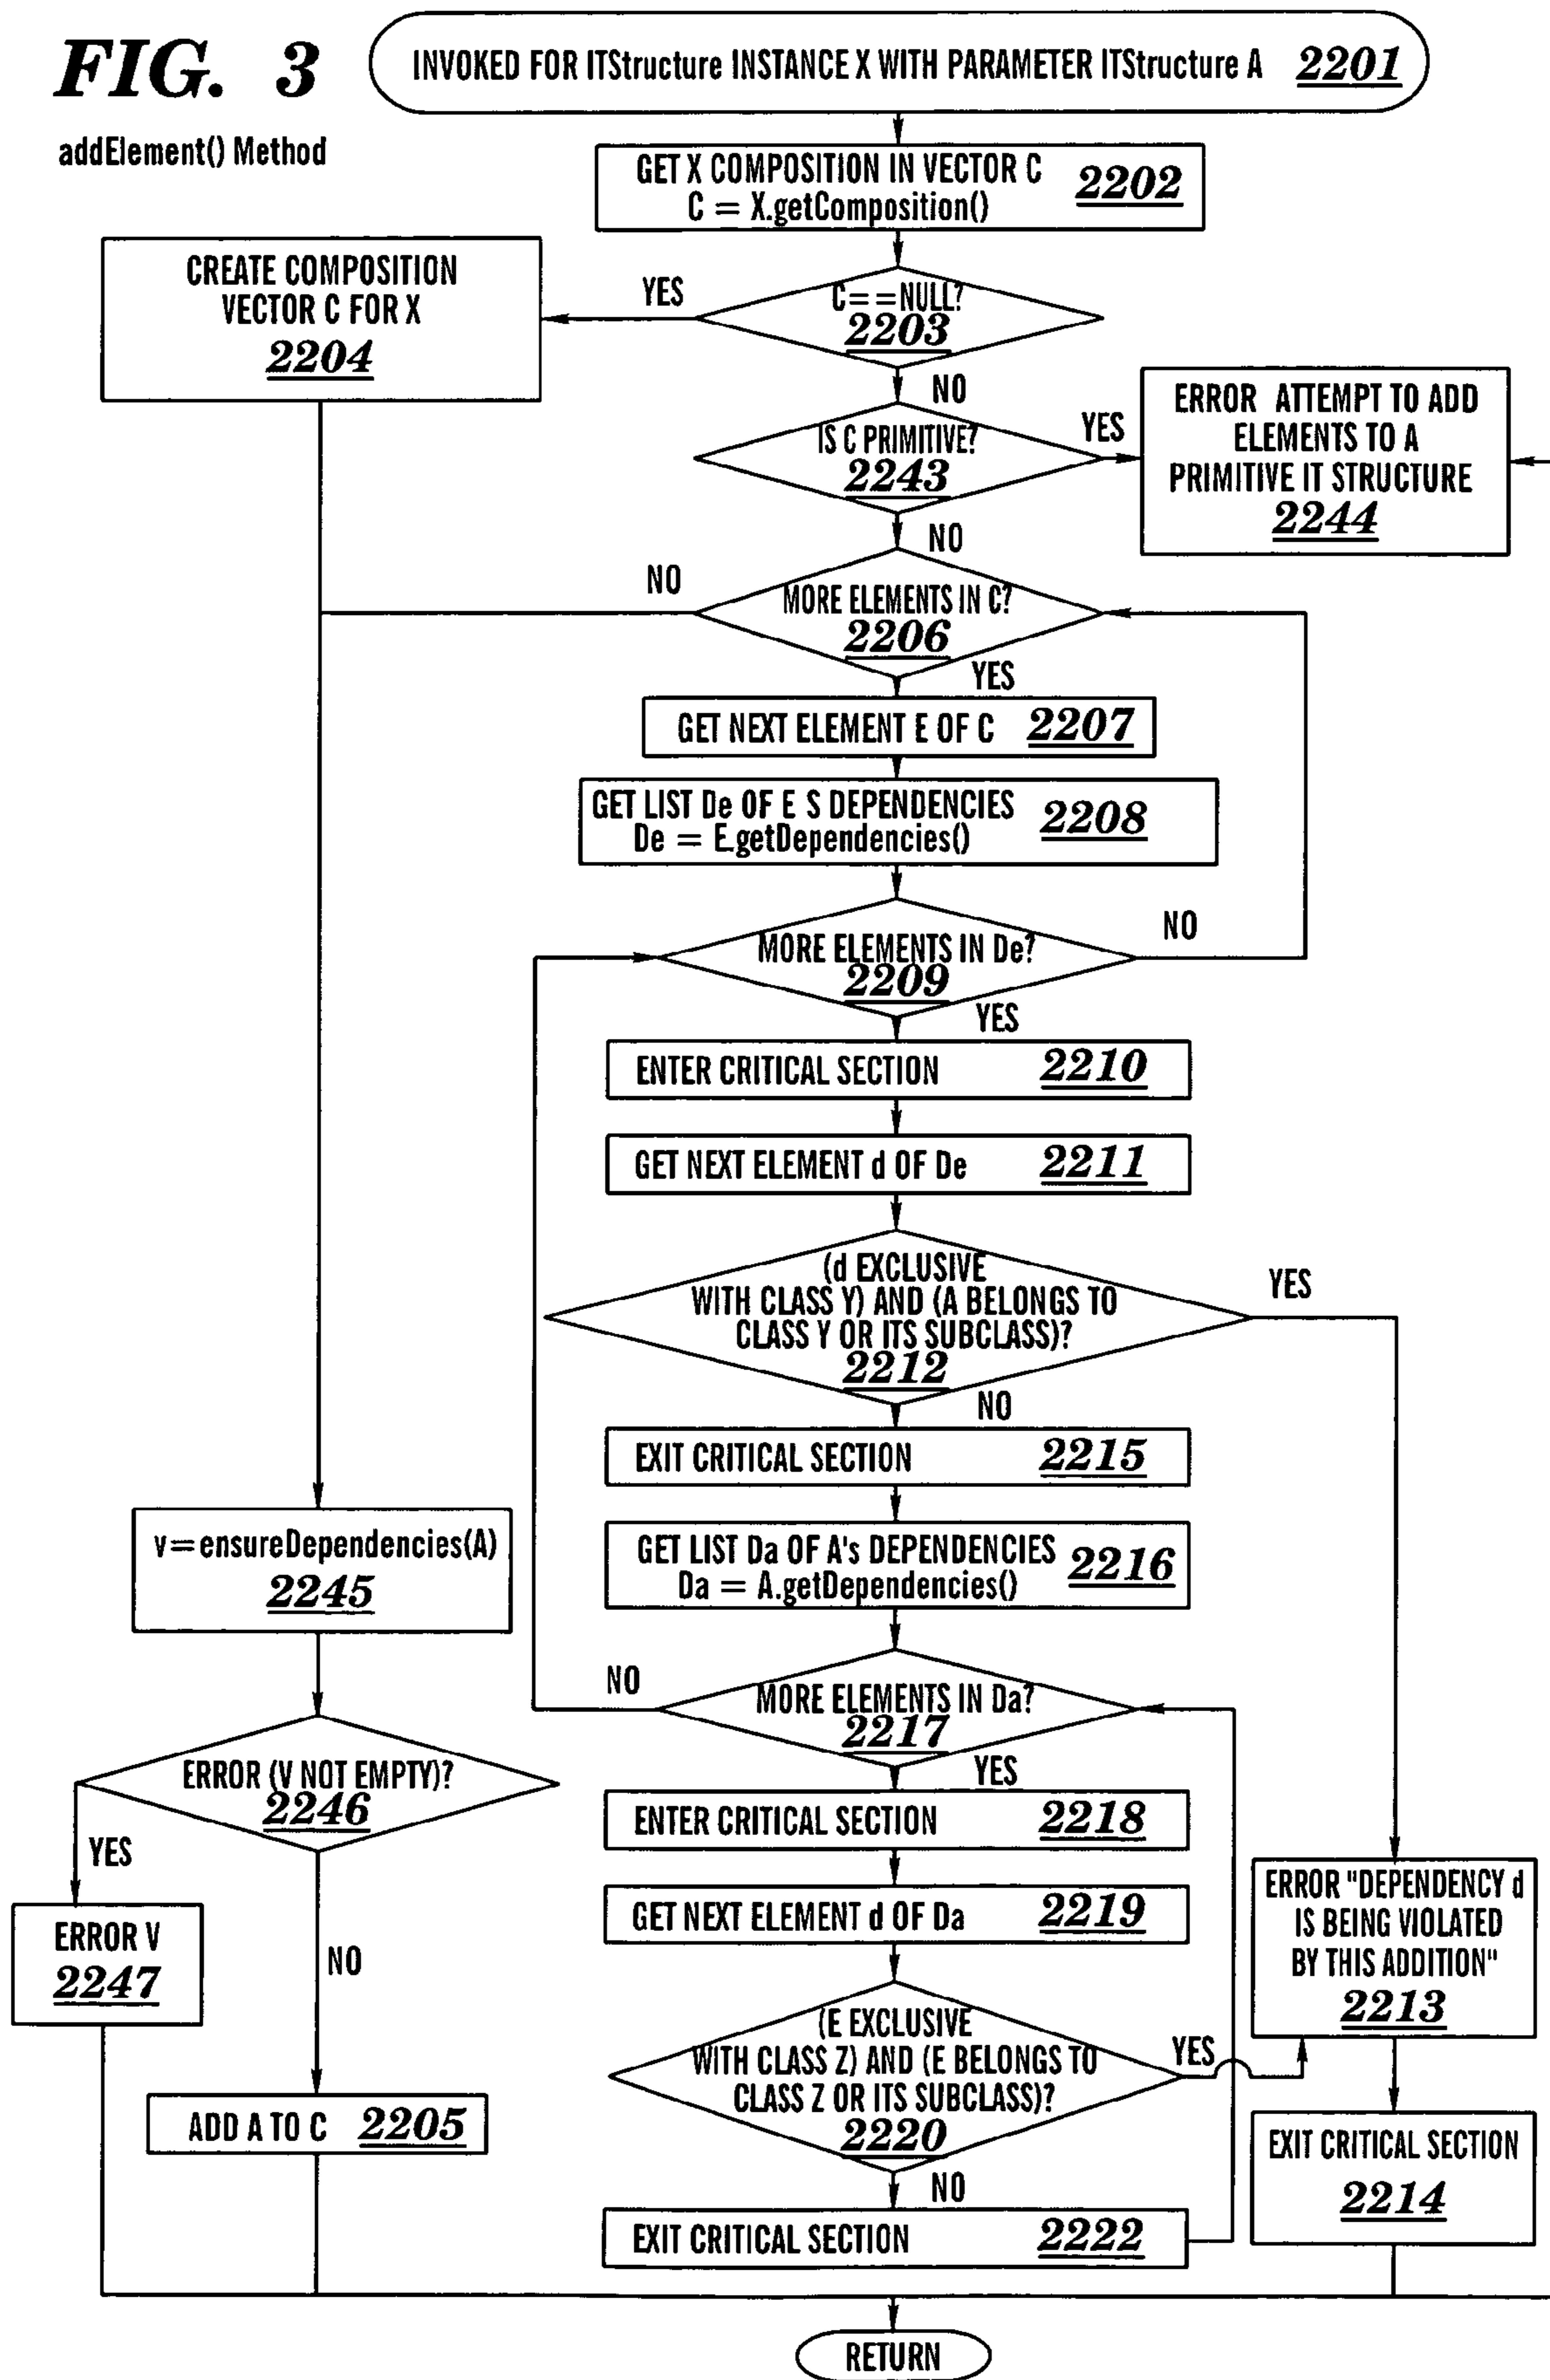 FIG. 3
addElement() Method
INVOKED FOR ITStructure INSTANCE X WITH PARAMETER ITStructure A 2201
GET X COMPOSITION IN VECTOR C
C = X.getComposition()
2202
C==NULL?
2203
YES
NO
CREATE COMPOSITION
VECTOR C FOR X
2204
IS C PRIMITIVE?
2243
YES
NO
ERROR ATTEMPT TO ADD
ELEMENTS TO A
PRIMITIVE IT STRUCTURE
2244
MORE ELEMENTS IN C?
2206
NO
YES
GET NEXT ELEMENT E OF C 2207
GET LIST De OF E S DEPENDENCIES
De = E.getDependencies()
2208
MORE ELEMENTS IN De?
2209
NO
YES
ENTER CRITICAL SECTION 2210
GET NEXT ELEMENT d OF De 2211
(d EXCLUSIVE
WITH CLASS Y) AND (A BELONGS TO
CLASS Y OR ITS SUBCLASS)?
2212
YES
NO
EXIT CRITICAL SECTION 2215
GET LIST Da OF A's DEPENDENCIES
Da = A.getDependencies()
2216
MORE ELEMENTS IN Da?
2217
NO
YES
ENTER CRITICAL SECTION 2218
GET NEXT ELEMENT d OF Da 2219
(E EXCLUSIVE
WITH CLASS Z) AND (E BELONGS TO
CLASS Z OR ITS SUBCLASS)?
2220
YES
NO
EXIT CRITICAL SECTION 2222
ERROR "DEPENDENCY d
IS BEING VIOLATED
BY THIS ADDITION"
2213
EXIT CRITICAL SECTION
2214
v=ensureDependencies(A)
2245
ERROR (V NOT EMPTY)?
2246
YES
NO
ERROR V
2247
ADD A TO C 2205
RETURN